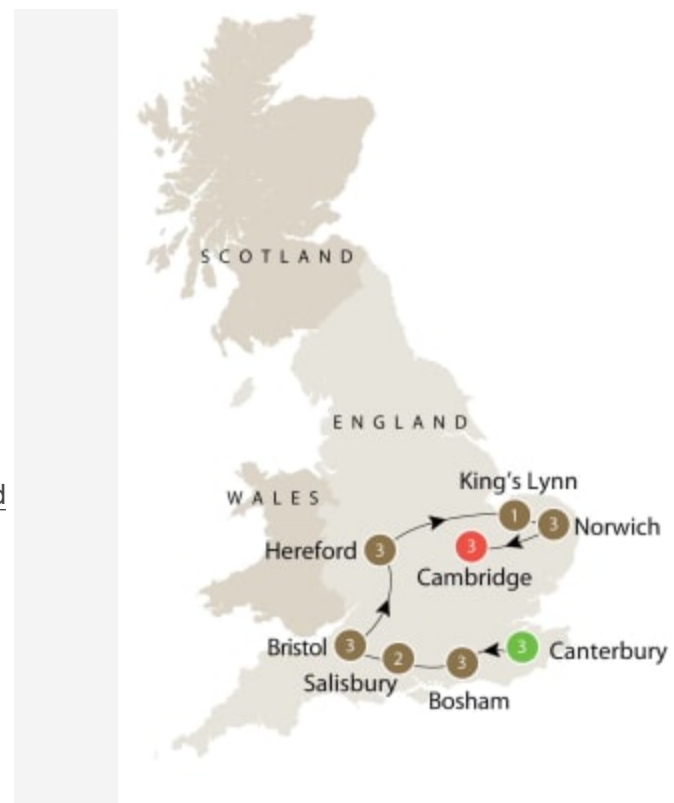 SCOTLAND
ENGLAND
d
WALES
King's Lynn
1
3
Norwich
Hereford
3
3
Cambridge
Bristol
3
2
3
3
Canterbury
Salisbury
Bosham